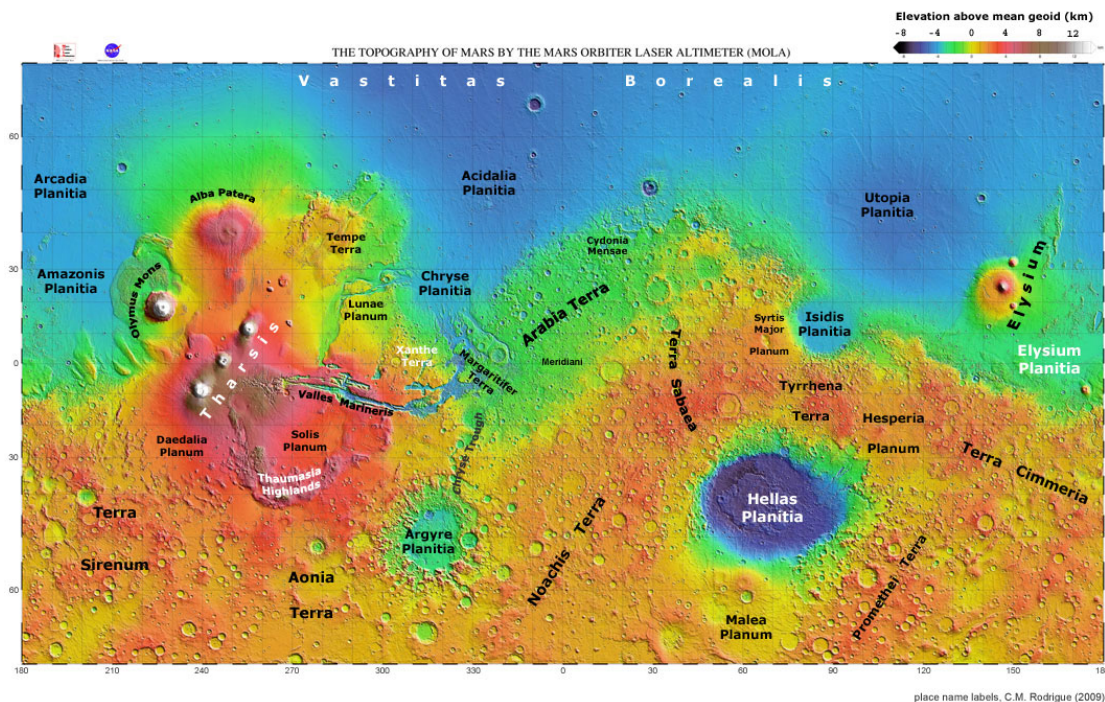 Elevation above mean geoid (km)
-8 -4 0 4 8 12
THE TOPOGRAPHY OF MARS BY THE MARS ORBITER LASER ALTIMETER (MOLA)
Vastitas Borealis
60
Arcadia
Planitia
Alba Patera
Acidalia
Planitia
Utopia
Planitia
Tempe
Terra
Cydonia
Mensae
30
Amazonis
Planitia
Olymus Mons
Chryse
Planitia
Lunae
Planum
Arabia Terra
Syrtis
Major
Planum
Isidis
Planitia
Elysium
Elysium
Planitia
0
Tharsis
Xanthe
Terra
Margaritifer
Terra
Meridiani
Terra Sabaea
Valles Marineris
Tyrrhena
Terra
Hesperia
Planum
Daedalia
Planum
Solis
Planum
Chryse Trough
30
Thaumasia
Highlands
Terra Cimmeria
Terra
Sirenum
Argyre
Planitia
Noachis Terra
Hellas
Planitia
Aonia
Terra
60
Malea
Planum
Promethei Terra
180 210 240 270 300 330 0 30 60 90 120 150 180
place name labels, C.M. Rodrigue (2009)